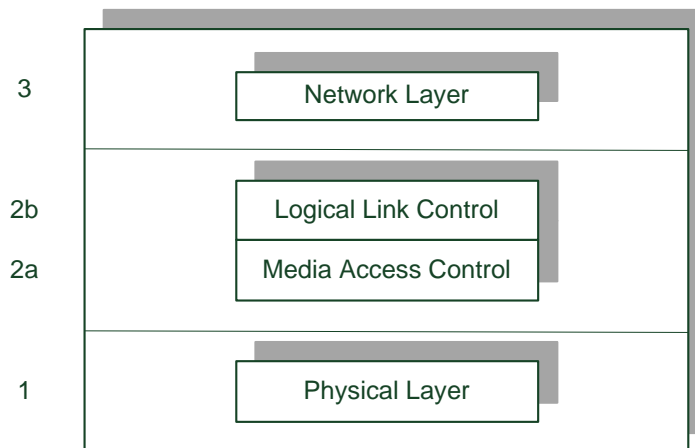 3
Network Layer
2b
Logical Link Control
2a
Media Access Control
1
Physical Layer